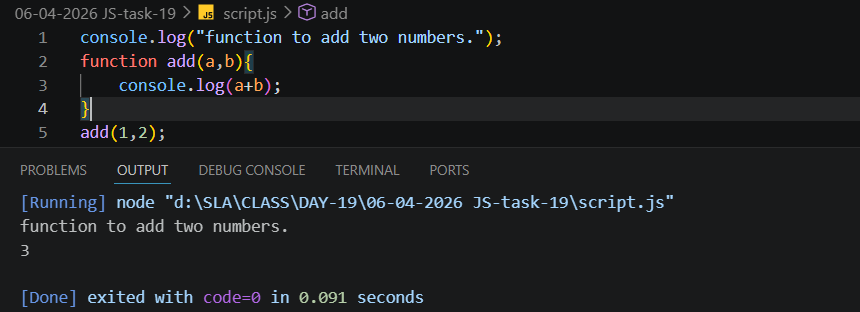 06-04-2026 JS-task-19 > JS script.js > add
1 console.log("function to add two numbers.");
2 function add(a,b){
3     console.log(a+b);
4 }
5 add(1,2);
PROBLEMS OUTPUT DEBUG CONSOLE TERMINAL PORTS
[Running] node "d:\SLA\CLASS\DAY-19\06-04-2026 JS-task-19\script.js"
function to add two numbers.
3
[Done] exited with code=0 in 0.091 seconds